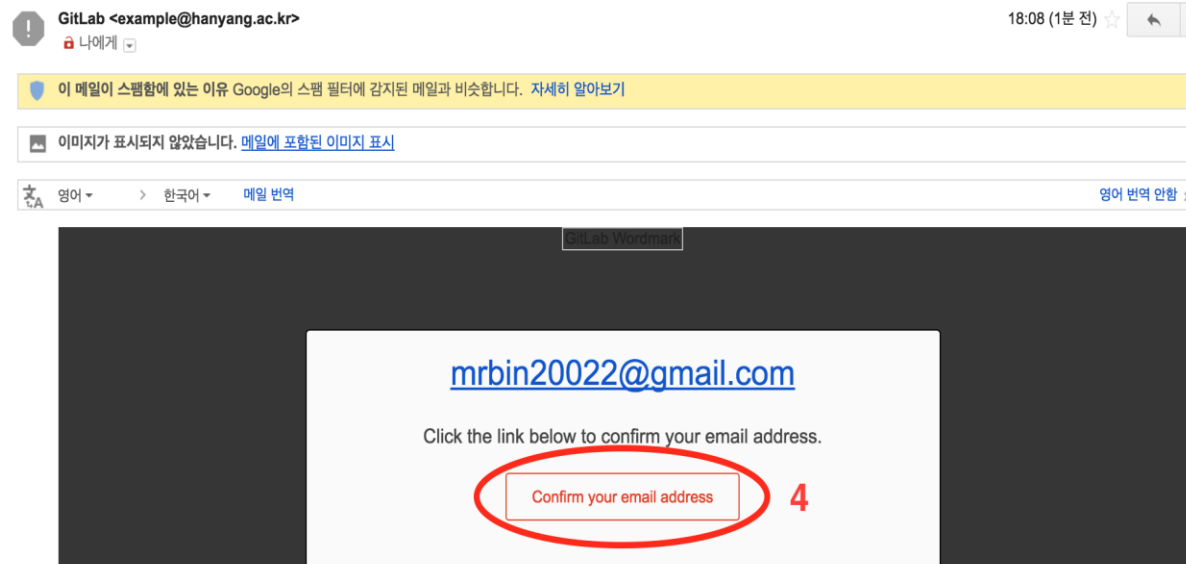 GitLab <example@hanyang.ac.kr>
18:08 (1분 전)
나에게
이 메일이 스팸함에 있는 이유 Google의 스팸 필터에 감지된 메일과 비슷합니다. 자세히 알아보기
이미지가 표시되지 않았습니다. 메일에 포함된 이미지 표시
영어 > 한국어 메일 번역 영어 번역 안함
GitLab Wordmark
mrbin20022@gmail.com
Click the link below to confirm your email address.
Confirm your email address 4